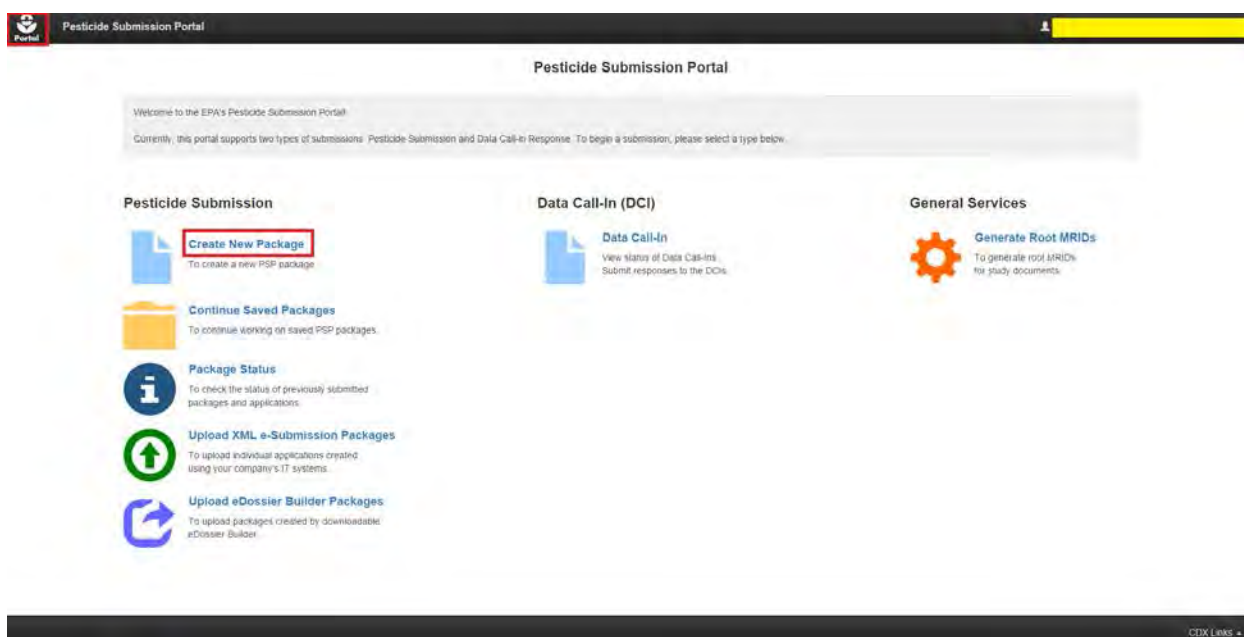 Portal
Pesticide Submission Portal
Pesticide Submission Portal
Welcome to the EPA's Pesticide Submission Portal!
Currently, this portal supports two types of submissions: Pesticide Submission and Data Call-In Response. To begin a submission, please select a type below.
Pesticide Submission
Create New Package
To create a new PSP package
Continue Saved Packages
To continue working on saved PSP packages.
Package Status
To check the status of previously submitted
packages and applications.
Upload XML e-Submission Packages
To upload individual applications created
using your company's IT systems.
Upload eDossier Builder Packages
To upload packages created by downloadable
eDossier Builder.
Data Call-In (DCI)
Data Call-In
View status of Data Call-Ins.
Submit responses to the DCIs.
General Services
Generate Root MRIDs
To generate root MRIDs
for study documents.
CDX Links